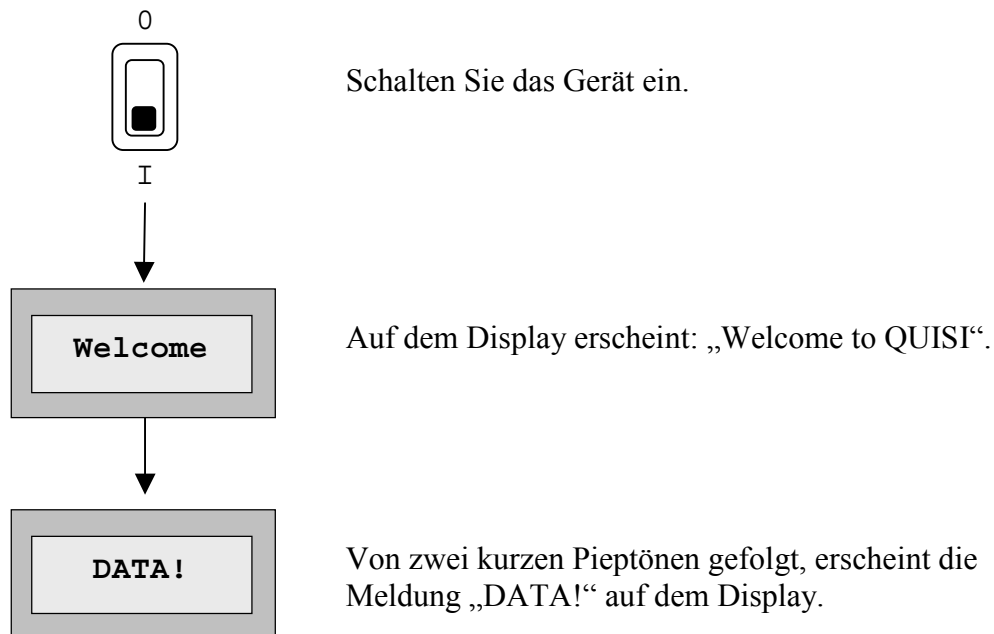 0
Schalten Sie das Gerät ein.
I
Welcome
Auf dem Display erscheint: „Welcome to QUISI“.
DATA!
Von zwei kurzen Pieptönen gefolgt, erscheint die
Meldung „DATA!“ auf dem Display.